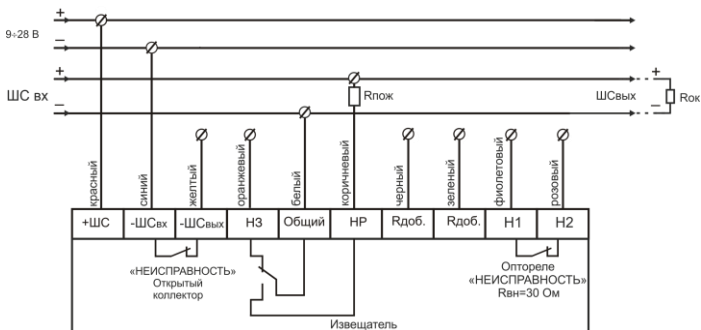 +
9÷28 В
–
+
+
ШС вх
Rпож
ШСвых
Rок
–
–
красный
синий
желтый
оранжевый
белый
коричневый
черный
зеленый
фиолетовый
розовый
+ШС
-ШСвх
-ШСвых
НЗ
Общий
НР
Rдоб.
Rдоб.
Н1
Н2
«НЕИСПРАВНОСТЬ»
Открытый
коллектор
Оптореле
«НЕИСПРАВНОСТЬ»
Rвн=30 Ом
Извещатель